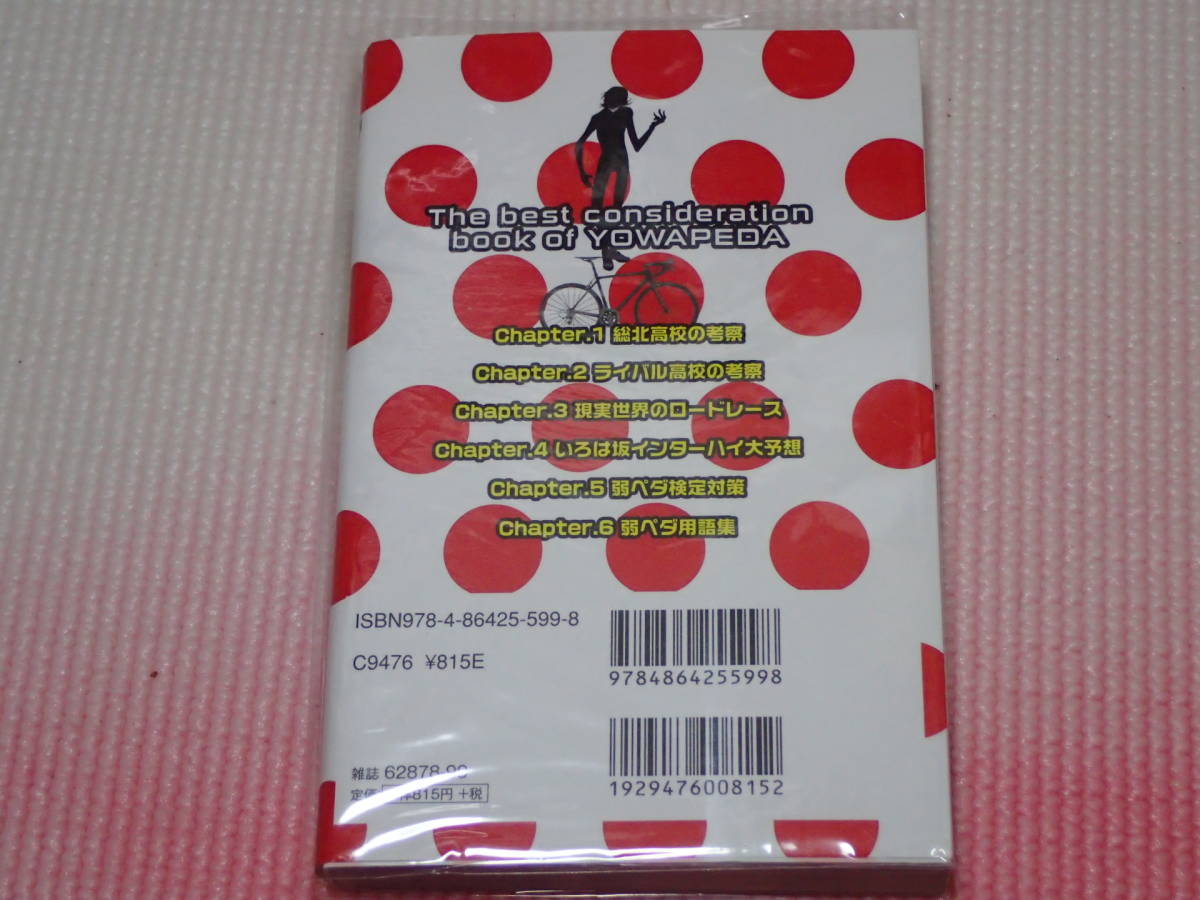 The best consideration
book of YOWAPEDA
Chapter.1 総北高校の考察
Chapter.2 ライバル高校の考察
Chapter.3 現実世界のロードレース
Chapter.4 いろは坂インターハイ大予想
Chapter.5 弱ペダ検定対策
Chapter.6 弱ペダ用語集
ISBN978-4-86425-599-8
C9476 ¥815E
9784864255998
雑誌 62878-90
定価 815円 +税
1929476008152